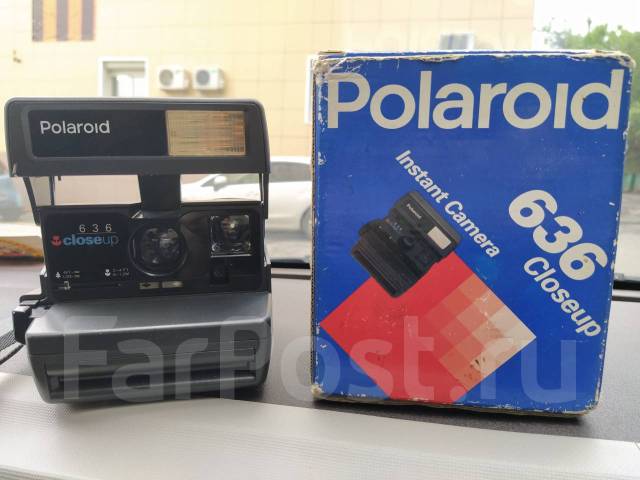 Polaroid
636
closeup
Polaroid
Instant Camera
636
Closeup
FarPost.ru